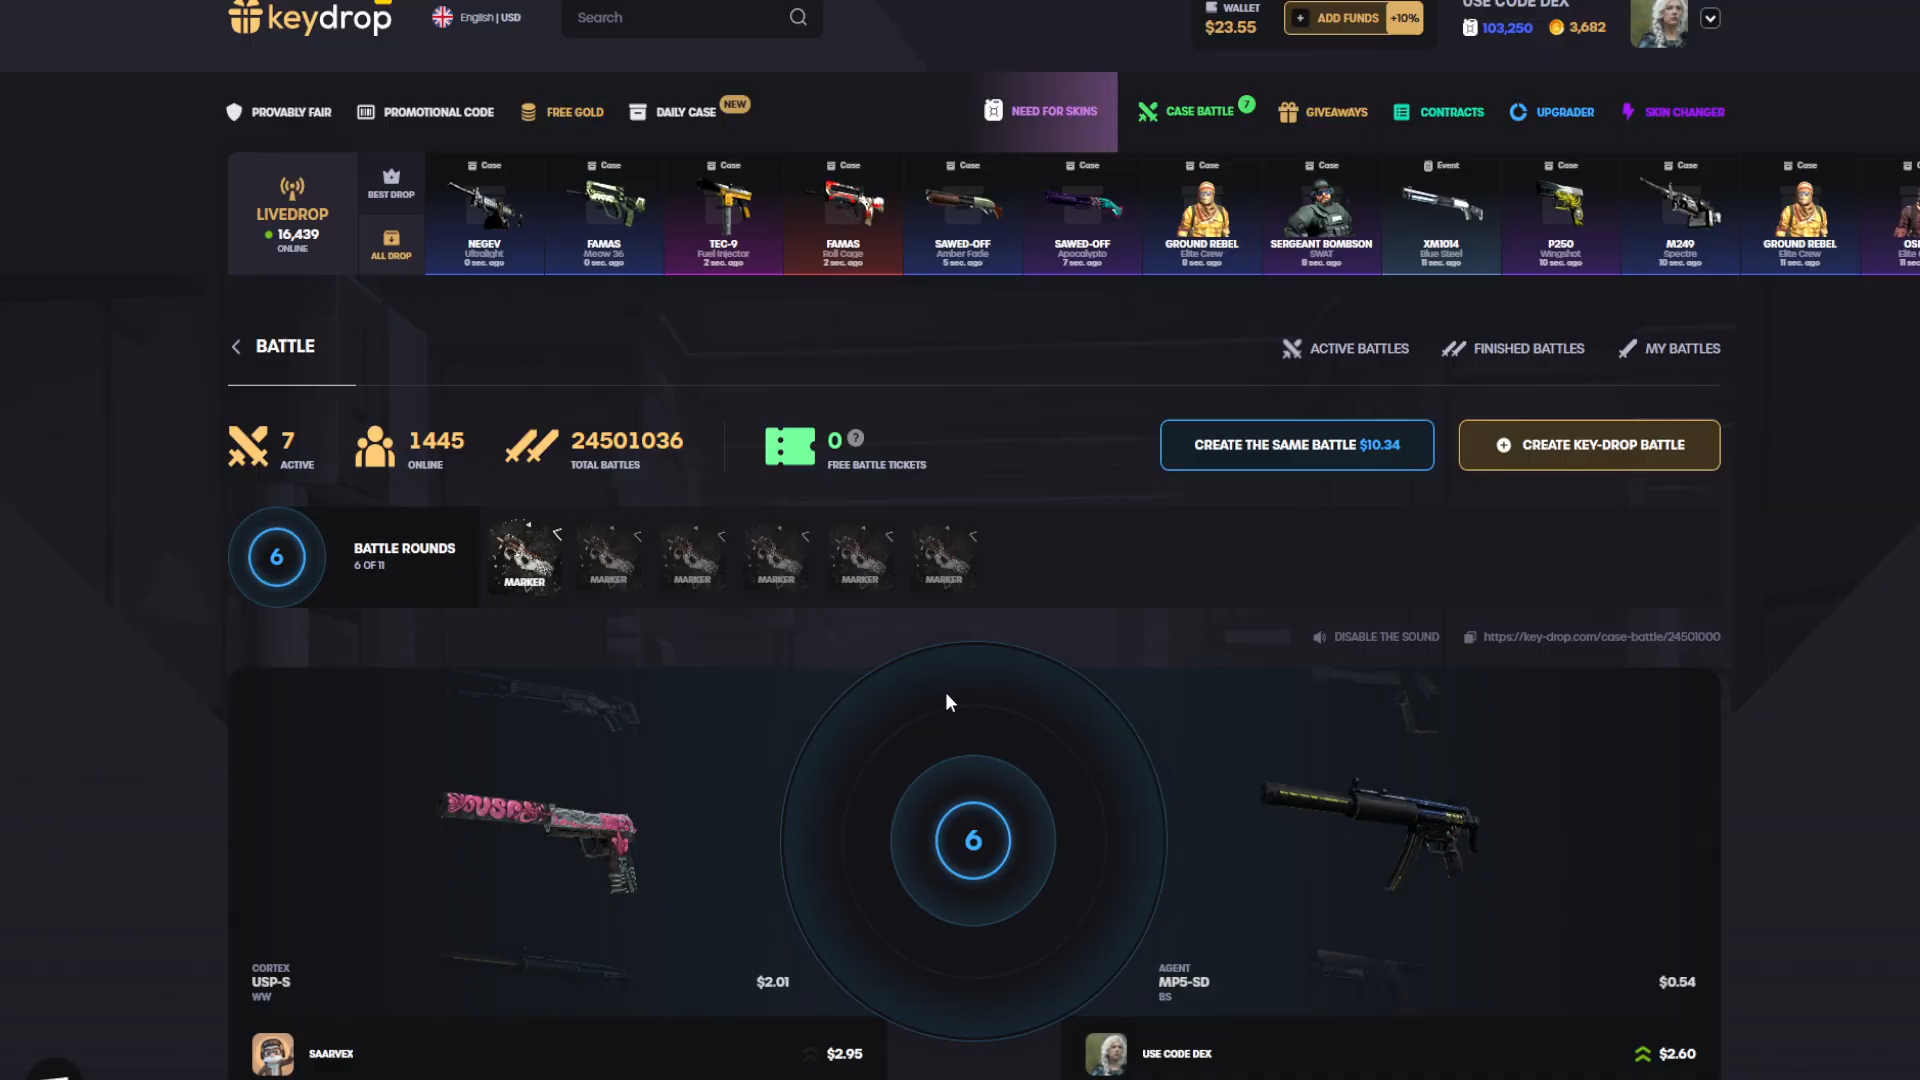 keydrop
English | USD
Search
WALLET
$23.55
ADD FUNDS
+10%
USE CODE DEX
103,250
3,682
PROVABLY FAIR
PROMOTIONAL CODE
FREE GOLD
DAILY CASE
NEW
NEED FOR SKINS
CASE BATTLE
7
GIVEAWAYS
CONTRACTS
UPGRADER
SKIN CHANGER
LIVEDROP
16,439
ONLINE
BEST DROP
ALL DROP
Case
NEGEV
Ultralight
0 sec. ago
Case
FAMAS
Meow 36
0 sec. ago
Case
TEC-9
Fuel Injector
2 sec. ago
Case
FAMAS
Roll Cage
2 sec. ago
Case
SAWED-OFF
Amber Fade
5 sec. ago
Case
SAWED-OFF
Apocalypto
7 sec. ago
Case
GROUND REBEL
Elite Crew
8 sec. ago
Case
SERGEANT BOMBSON
SWAT
8 sec. ago
Event
XM1014
Blue Steel
11 sec. ago
Case
P250
Wingshot
10 sec. ago
Case
M249
Spectre
10 sec. ago
Case
GROUND REBEL
Elite Crew
11 sec. ago
BATTLE
ACTIVE BATTLES
FINISHED BATTLES
MY BATTLES
7
ACTIVE
1445
ONLINE
24501036
TOTAL BATTLES
0
?
FREE BATTLE TICKETS
CREATE THE SAME BATTLE $10.34
CREATE KEY-DROP BATTLE
6
BATTLE ROUNDS
6 OF 11
MARKER
MARKER
MARKER
MARKER
MARKER
MARKER
DISABLE THE SOUND
https://key-drop.com/case-battle/24501000
6
CORTEX
USP-S
WW
$2.01
AGENT
MP5-SD
BS
$0.54
SAARVEX
$2.95
USE CODE DEX
$2.60